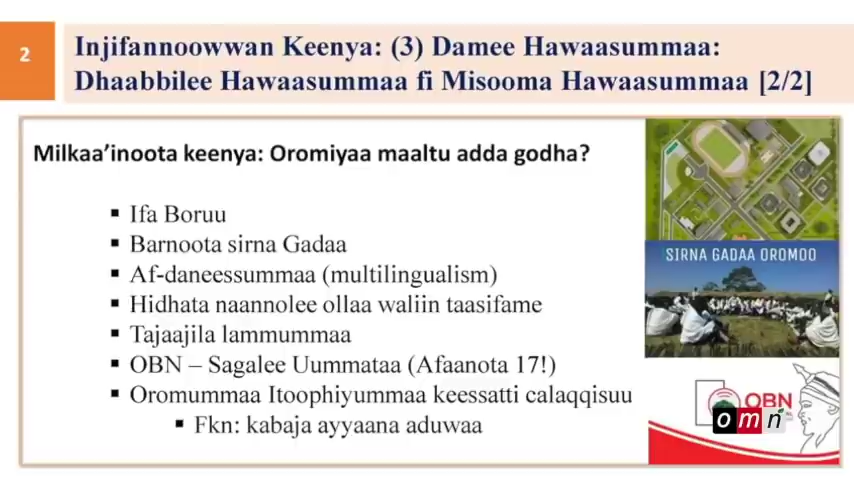 2
Injifannoowwan Keenya: (3) Damee Hawaasummaa:
Dhaabbilee Hawaasummaa fi Misooma Hawaasummaa [2/2]
Milkaa'inoota keenya: Oromiyaa maaltu adda godha?
▪ Ifa Boruu
▪ Barnoota sirna Gadaa
▪ Af-daneessummaa (multilingualism)
▪ Hidhata naannolee ollaa waliin taasifame
▪ Tajaajila lammummaa
▪ OBN – Sagalee Uummataa (Afaanota 17!)
▪ Oromummaa Itoophiyummaa keessatti calaqqisuu
▪ Fkn: kabaja ayyaana aduwaa
SIRNA GADAA OROMOO
OBN
omn